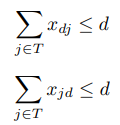 ∑_{j∈T} x_{dj} ≤ d
∑_{j∈T} x_{jd} ≤ d